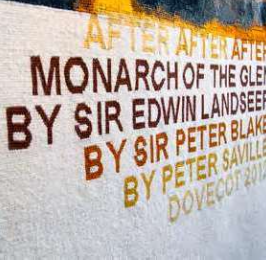 AFTER AFTER AFTER
MONARCH OF THE GLEN
BY SIR EDWIN LANDSEER
BY SIR PETER BLAKE
BY PETER SAVILLE
DOVECOT 2012